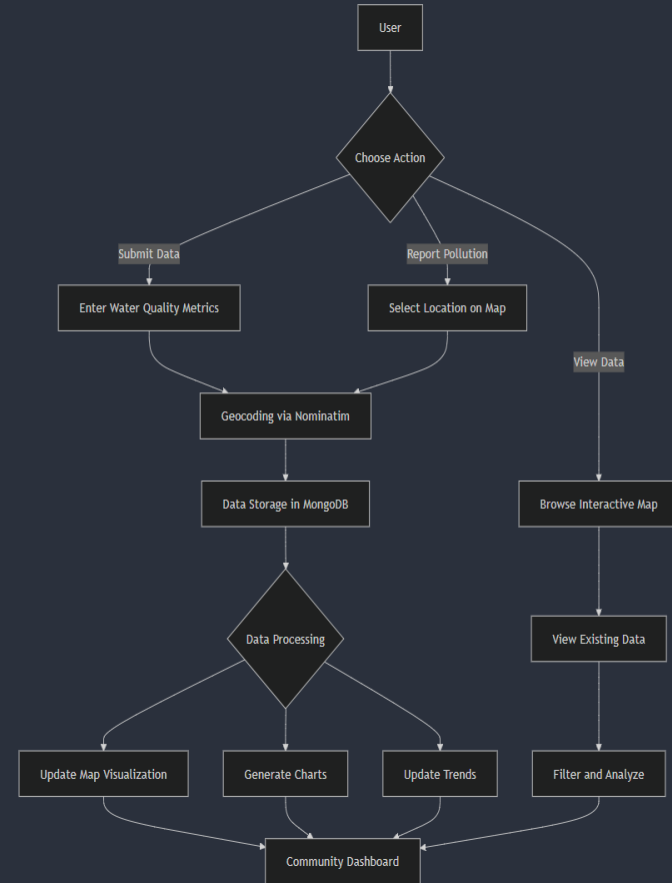 User
Choose Action
Submit Data
Report Pollution
Enter Water Quality Metrics
Select Location on Map
View Data
Geocoding via Nominatim
Data Storage in MongoDB
Browse Interactive Map
Data Processing
View Existing Data
Update Map Visualization
Generate Charts
Update Trends
Filter and Analyze
Community Dashboard